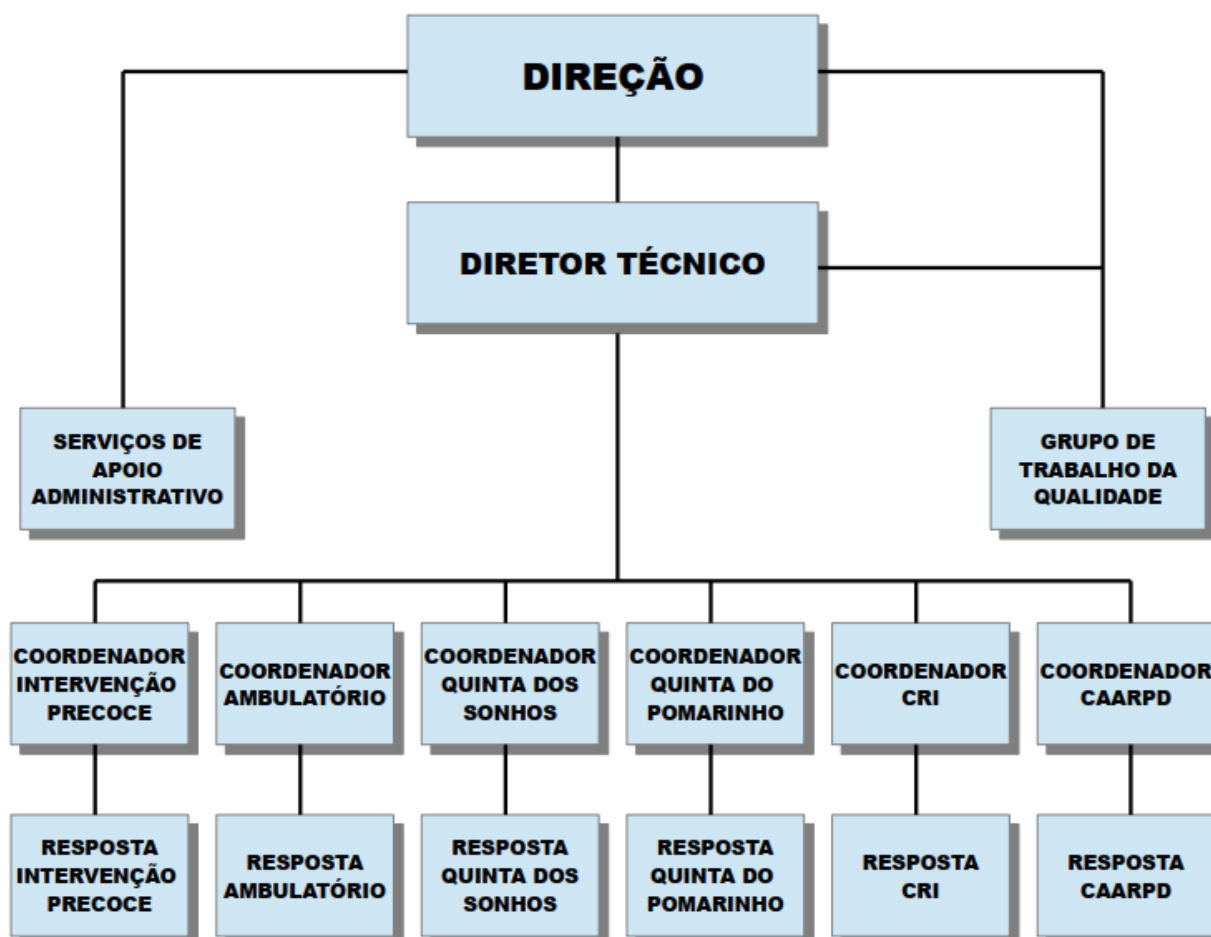 DIREÇÃO
DIRETOR TÉCNICO
SERVIÇOS DE
APOIO
ADMINISTRATIVO
GRUPO DE
TRABALHO DA
QUALIDADE
COORDENADOR
INTERVENÇÃO
PRECOCE
COORDENADOR
AMBULATÓRIO
COORDENADOR
QUINTA DOS
SONHOS
COORDENADOR
QUINTA DO
POMARINHO
COORDENADOR
CRI
COORDENADOR
CAARPD
RESPOSTA
INTERVENÇÃO
PRECOCE
RESPOSTA
AMBULATÓRIO
RESPOSTA
QUINTA DOS
SONHOS
RESPOSTA
QUINTA DO
POMARINHO
RESPOSTA
CRI
RESPOSTA
CAARPD